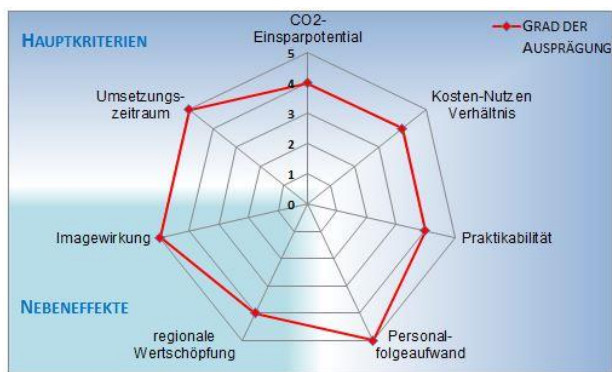 HAUPTKRITERIEN
CO2-
Einsparpotential
GRAD DER
AUSPRÄGUNG
5
4
3
2
1
0
Umsetzungs-
zeitraum
Kosten-Nutzen
Verhältnis
Imagewirkung
Praktikabilität
NEBENEFFEKTE
regionale
Wertschöpfung
Personal-
folgeaufwand